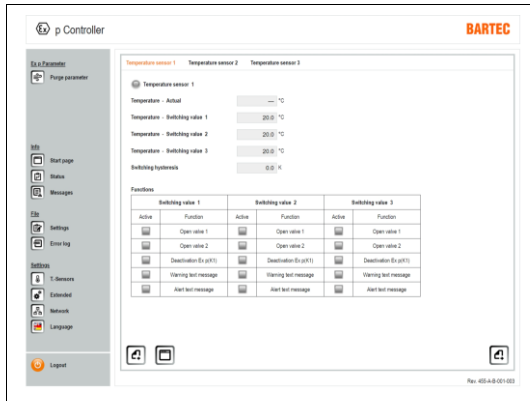 Ex p Controller
BARTEC
Ex p Parameter
Purge parameter
Info
Start page
Status
Messages
File
Settings
Error log
Settings
T.-Sensors
Extended
Network
Language
Logout
Temperature sensor 1 Temperature sensor 2 Temperature sensor 3
Temperature sensor 1
Temperature - Actual --- °C
Temperature - Switching value 1 20.0 °C
Temperature - Switching value 2 20.0 °C
Temperature - Switching value 3 20.0 °C
Switching hysteresis 0.0 K
Functions
Switching value 1 Switching value 2 Switching value 3
Active Function Active Function Active Function
Open valve 1 Open valve 1 Open valve 1
Open valve 2 Open valve 2 Open valve 2
Deactivation Ex p(K1) Deactivation Ex p(K1) Deactivation Ex p(K1)
Warning text message Warning text message Warning text message
Alert text message Alert text message Alert text message
Rev. 400-A-B-001-003